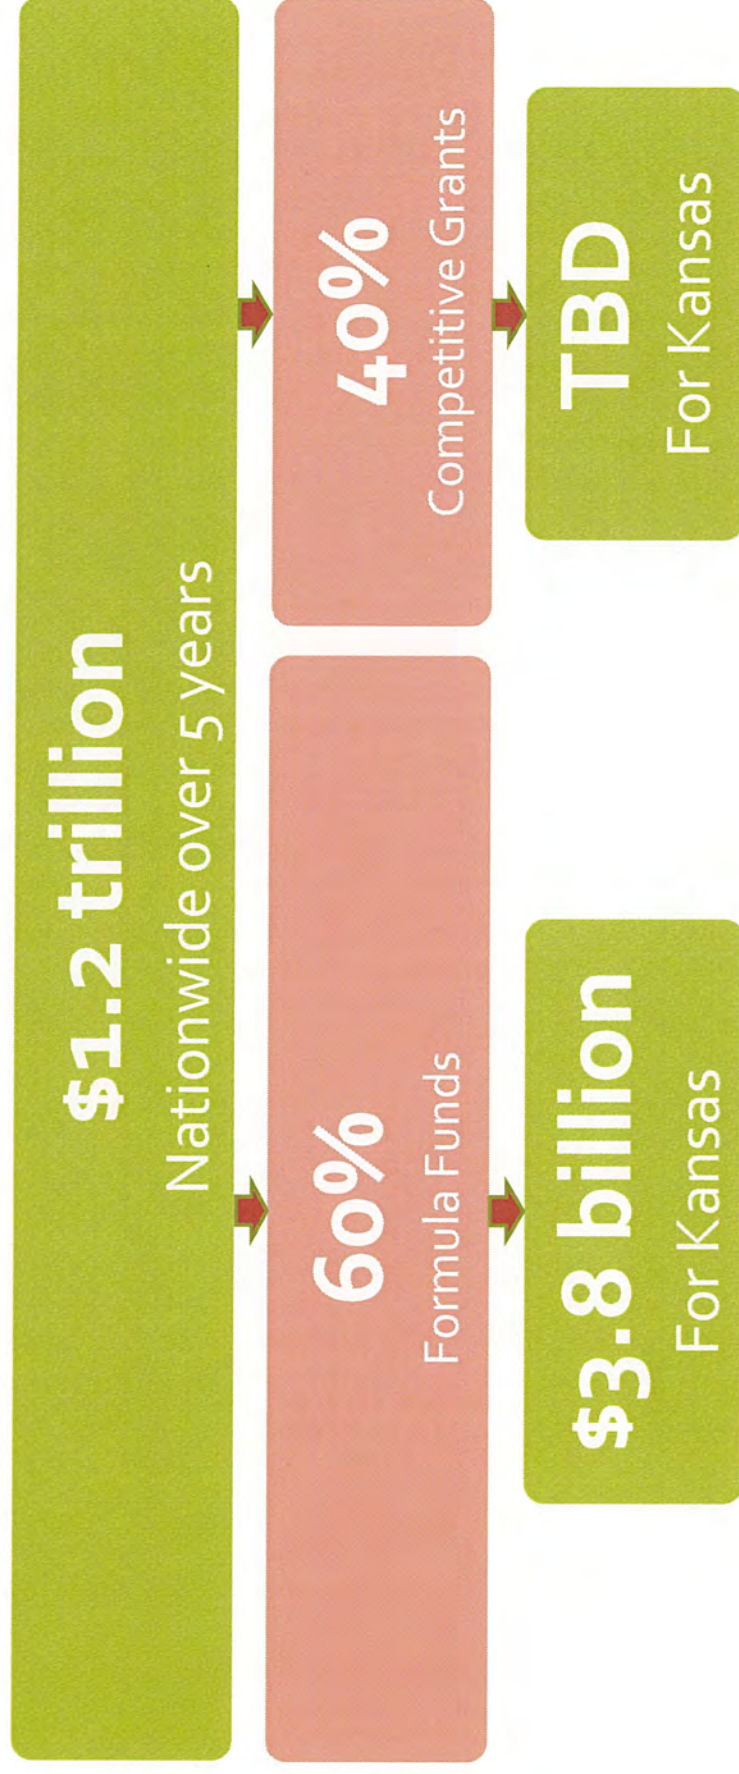 $1.2 trillion
Nationwide over 5 years
60%
Formula Funds
40%
Competitive Grants
$3.8 billion
For Kansas
TBD
For Kansas